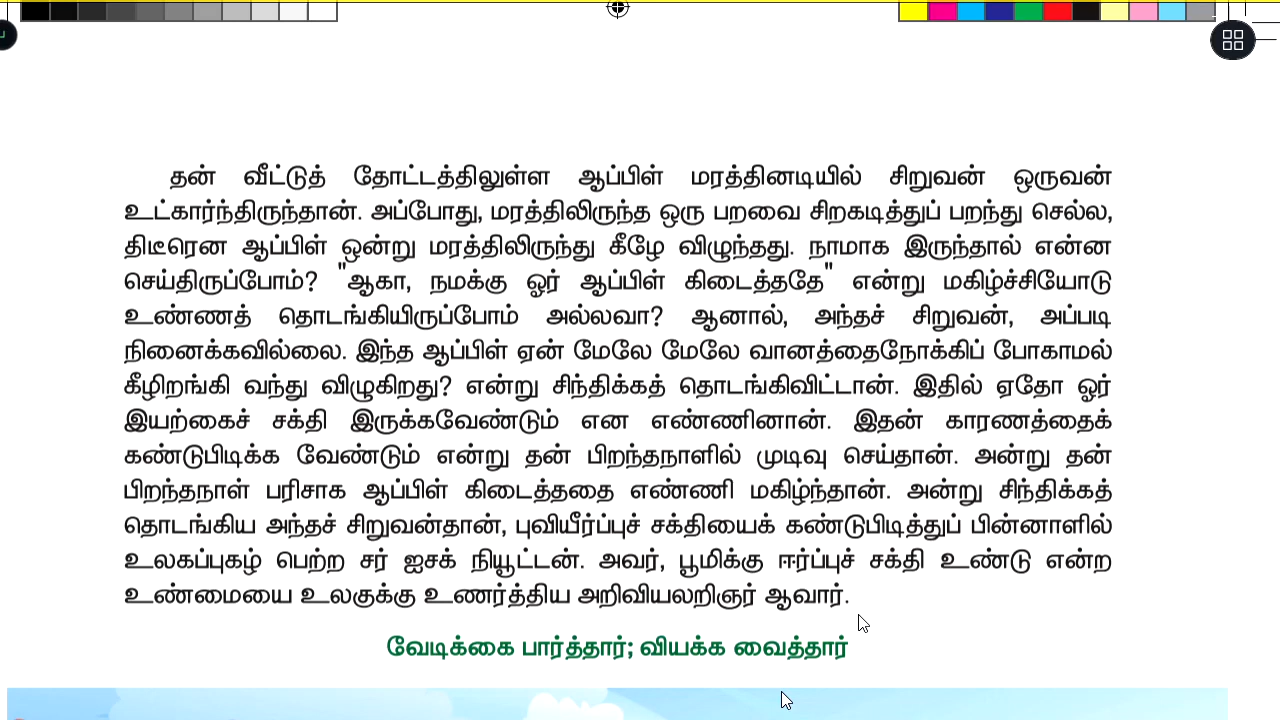 தன் வீட்டுத் தோட்டத்திலுள்ள ஆப்பிள் மரத்தினடியில் சிறுவன் ஒருவன்
உட்கார்ந்திருந்தான். அப்போது, மரத்திலிருந்த ஒரு பறவை சிறகடித்துப் பறந்து செல்ல,
திடீரென ஆப்பிள் ஒன்று மரத்திலிருந்து கீழே விழுந்தது. நாமாக இருந்தால் என்ன
செய்திருப்போம்? "ஆகா, நமக்கு ஓர் ஆப்பிள் கிடைத்ததே" என்று மகிழ்ச்சியோடு
உண்ணத் தொடங்கியிருப்போம் அல்லவா? ஆனால், அந்தச் சிறுவன், அப்படி
நினைக்கவில்லை. இந்த ஆப்பிள் ஏன் மேலே மேலே வானத்தைநோக்கிப் போகாமல்
கீழிறங்கி வந்து விழுகிறது? என்று சிந்திக்கத் தொடங்கிவிட்டான். இதில் ஏதோ ஓர்
இயற்கைச் சக்தி இருக்கவேண்டும் என எண்ணினான். இதன் காரணத்தைக்
கண்டுபிடிக்க வேண்டும் என்று தன் பிறந்தநாளில் முடிவு செய்தான். அன்று தன்
பிறந்தநாள் பரிசாக ஆப்பிள் கிடைத்ததை எண்ணி மகிழ்ந்தான். அன்று சிந்திக்கத்
தொடங்கிய அந்தச் சிறுவன்தான், புவியீர்ப்புச் சக்தியைக் கண்டுபிடித்துப் பின்னாளில்
உலகப்புகழ் பெற்ற சர் ஐசக் நியூட்டன். அவர், பூமிக்கு ஈர்ப்புச் சக்தி உண்டு என்ற
உண்மையை உலகுக்கு உணர்த்திய அறிவியலறிஞர் ஆவார்.
வேடிக்கை பார்த்தார்; வியக்க வைத்தார்